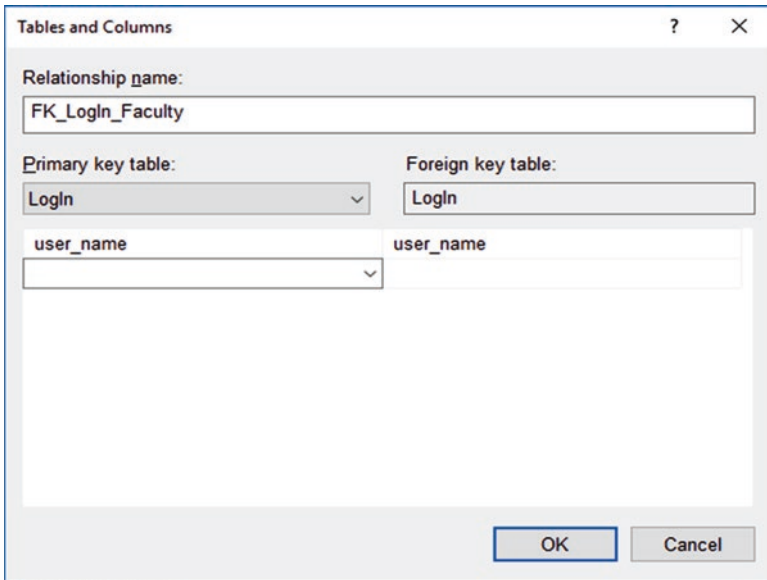 Tables and Columns ? X
Relationship name:
FK_LogIn_Faculty
Primary key table: Foreign key table:
LogIn LogIn
user_name user_name
OK Cancel